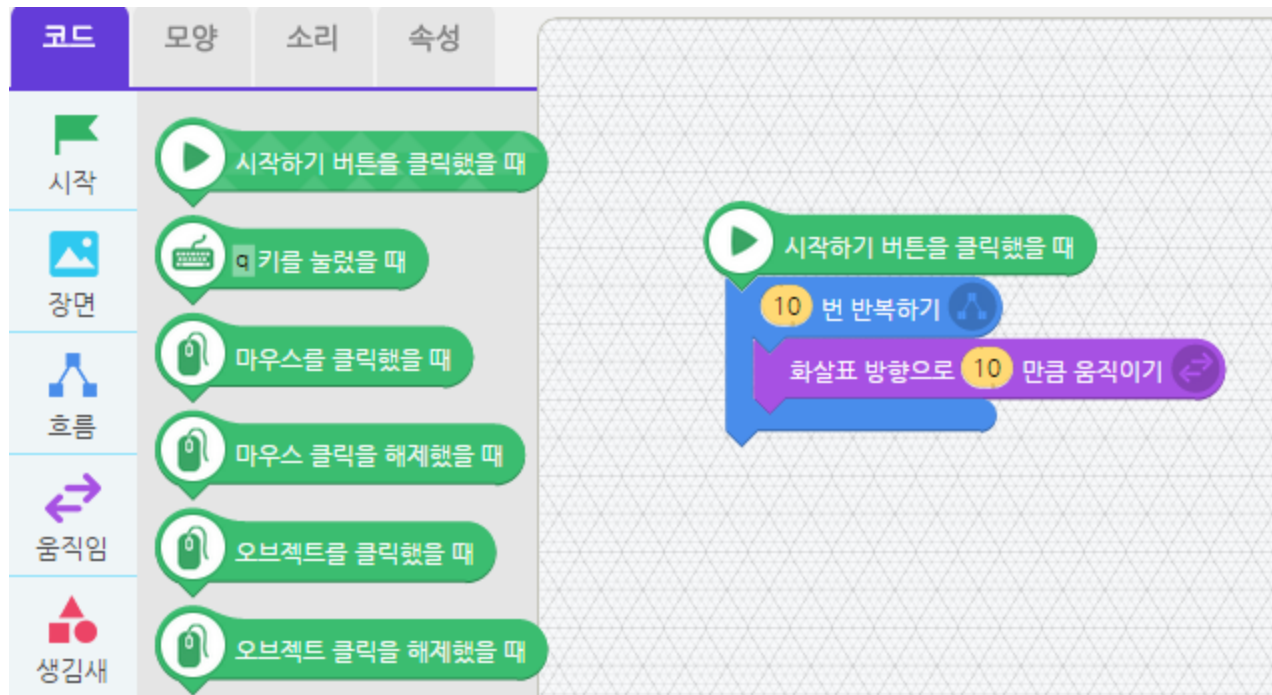 코드
모양
소리
속성
시작
장면
흐름
움직임
생김새
시작하기 버튼을 클릭했을 때
q 키를 눌렀을 때
마우스를 클릭했을 때
마우스 클릭을 해제했을 때
오브젝트를 클릭했을 때
오브젝트 클릭을 해제했을 때
시작하기 버튼을 클릭했을 때
10 번 반복하기
화살표 방향으로 10 만큼 움직이기